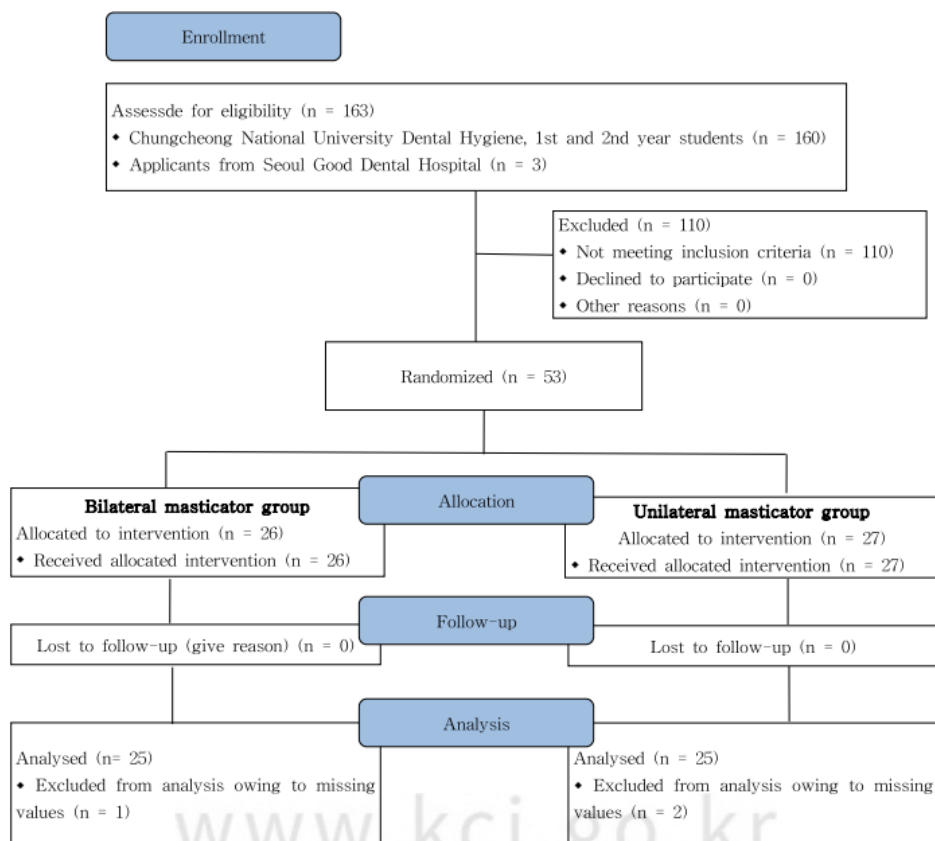 Enrollment
Assessde for eligibility (n = 163)
◆ Chungcheong National University Dental Hygiene, 1st and 2nd year students (n = 160)
◆ Applicants from Seoul Good Dental Hospital (n = 3)
Excluded (n = 110)
◆ Not meeting inclusion criteria (n = 110)
◆ Declined to participate (n = 0)
◆ Other reasons (n = 0)
Randomized (n = 53)
Allocation
Bilateral masticator group
Allocated to intervention (n = 26)
◆ Received allocated intervention (n = 26)
Unilateral masticator group
Allocated to intervention (n = 27)
◆ Received allocated intervention (n = 27)
Follow-up
Lost to follow-up (give reason) (n = 0)
Lost to follow-up (n = 0)
Analysis
Analysed (n= 25)
◆ Excluded from analysis owing to missing
values (n = 1)
Analysed (n = 25)
◆ Excluded from analysis owing to missing
values (n = 2)
www.kci.go.kr